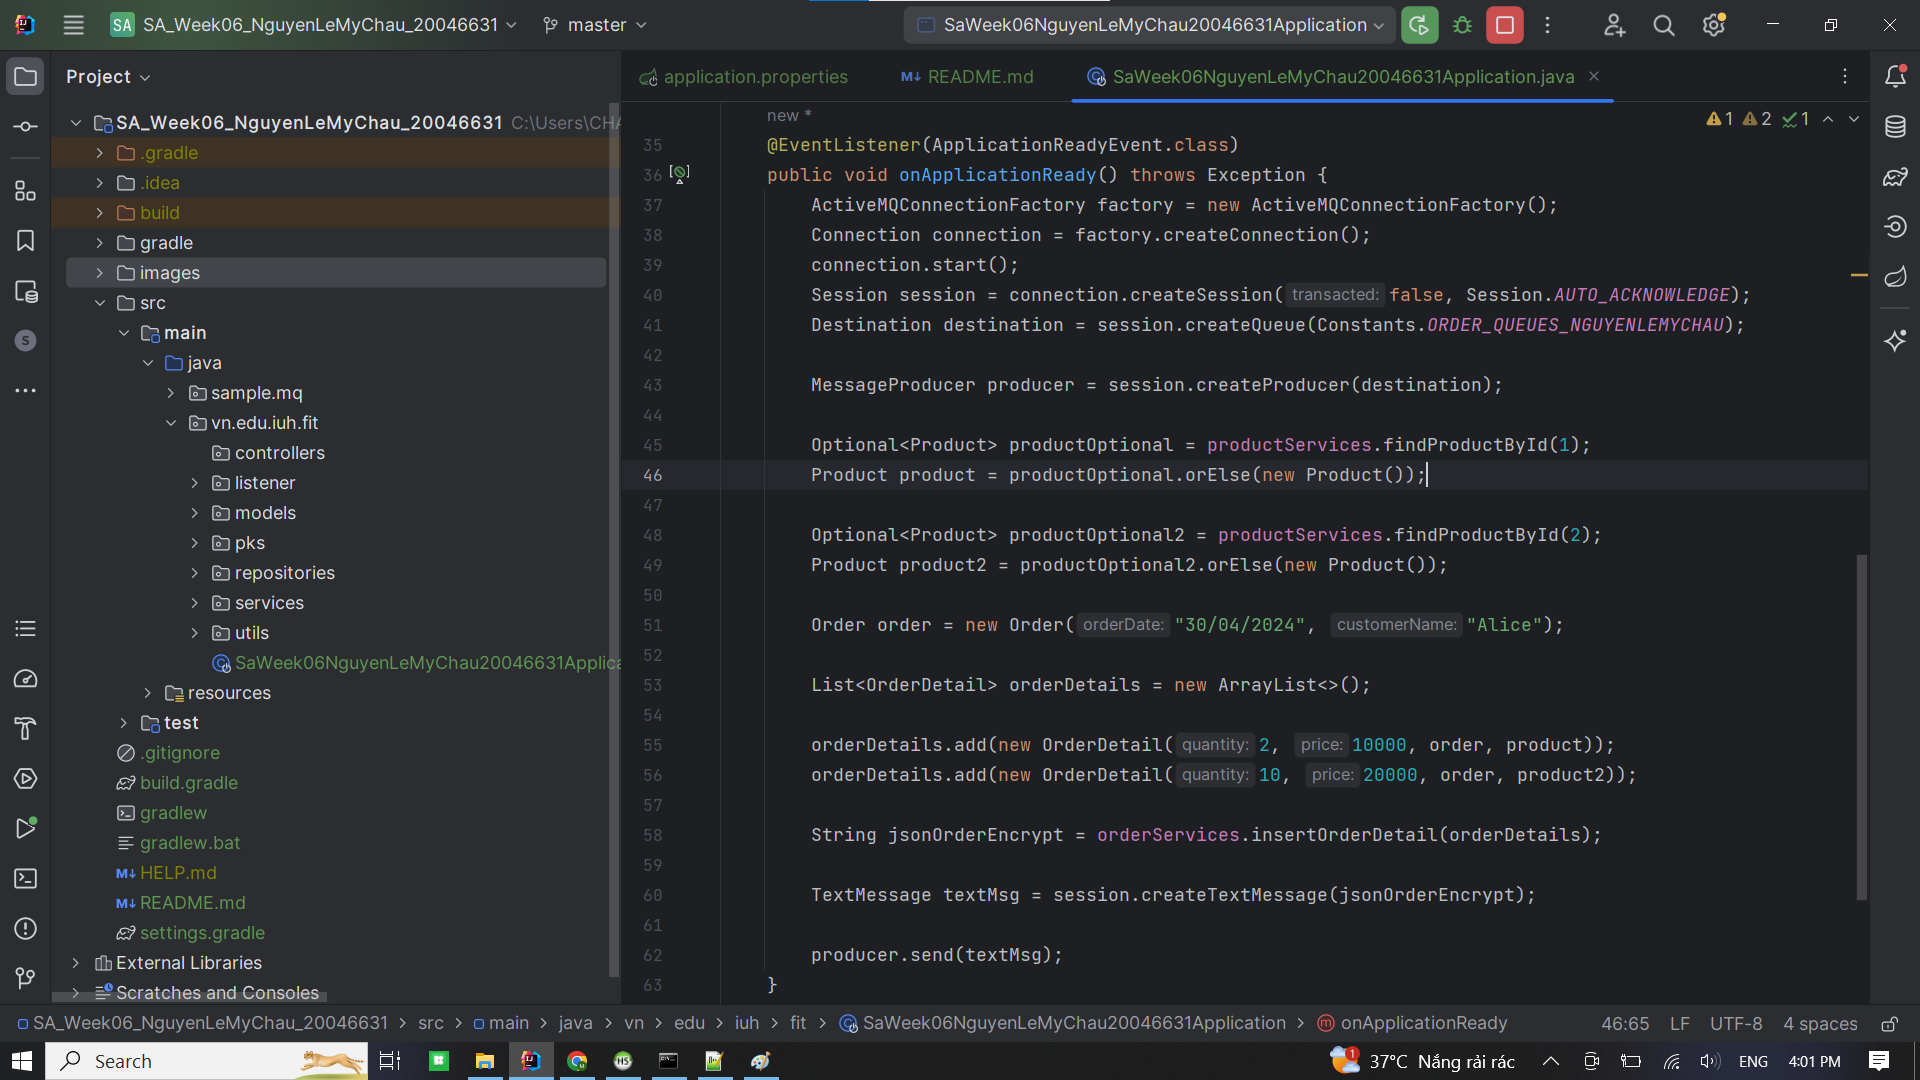 SA SA_Week06_NguyenLeMyChau_20046631 master SaWeek06NguyenLeMyChau20046631Application
Project
SA_Week06_NguyenLeMyChau_20046631 C:\Users\CHA
.gradle
.idea
build
gradle
images
src
main
java
sample.mq
vn.edu.iuh.fit
controllers
listener
models
pks
repositories
services
utils
SaWeek06NguyenLeMyChau20046631Applica
resources
test
.gitignore
build.gradle
gradlew
gradlew.bat
HELP.md
README.md
settings.gradle
External Libraries
Scratches and Consoles
application.properties README.md SaWeek06NguyenLeMyChau20046631Application.java
1 2 1
new *
35 @EventListener(ApplicationReadyEvent.class)
36 public void onApplicationReady() throws Exception {
37 ActiveMQConnectionFactory factory = new ActiveMQConnectionFactory();
38 Connection connection = factory.createConnection();
39 connection.start();
40 Session session = connection.createSession( transacted: false, Session.AUTO_ACKNOWLEDGE);
41 Destination destination = session.createQueue(Constants.ORDER_QUEUES_NGUYENLEMYCHAU);
42
43 MessageProducer producer = session.createProducer(destination);
44
45 Optional<Product> productOptional = productServices.findProductById(1);
46 Product product = productOptional.orElse(new Product());
47
48 Optional<Product> productOptional2 = productServices.findProductById(2);
49 Product product2 = productOptional2.orElse(new Product());
50
51 Order order = new Order( orderDate: "30/04/2024", customerName: "Alice");
52
53 List<OrderDetail> orderDetails = new ArrayList<>();
54
55 orderDetails.add(new OrderDetail( quantity: 2, price: 10000, order, product));
56 orderDetails.add(new OrderDetail( quantity: 10, price: 20000, order, product2));
57
58 String jsonOrderEncrypt = orderServices.insertOrderDetail(orderDetails);
59
60 TextMessage textMsg = session.createTextMessage(jsonOrderEncrypt);
61
62 producer.send(textMsg);
63 }
SA_Week06_NguyenLeMyChau_20046631 > src > main > java > vn > edu > iuh > fit > SaWeek06NguyenLeMyChau20046631Application > onApplicationReady 46:65 LF UTF-8 4 spaces
Search 1 37°C Nắng rải rác ENG 4:01 PM